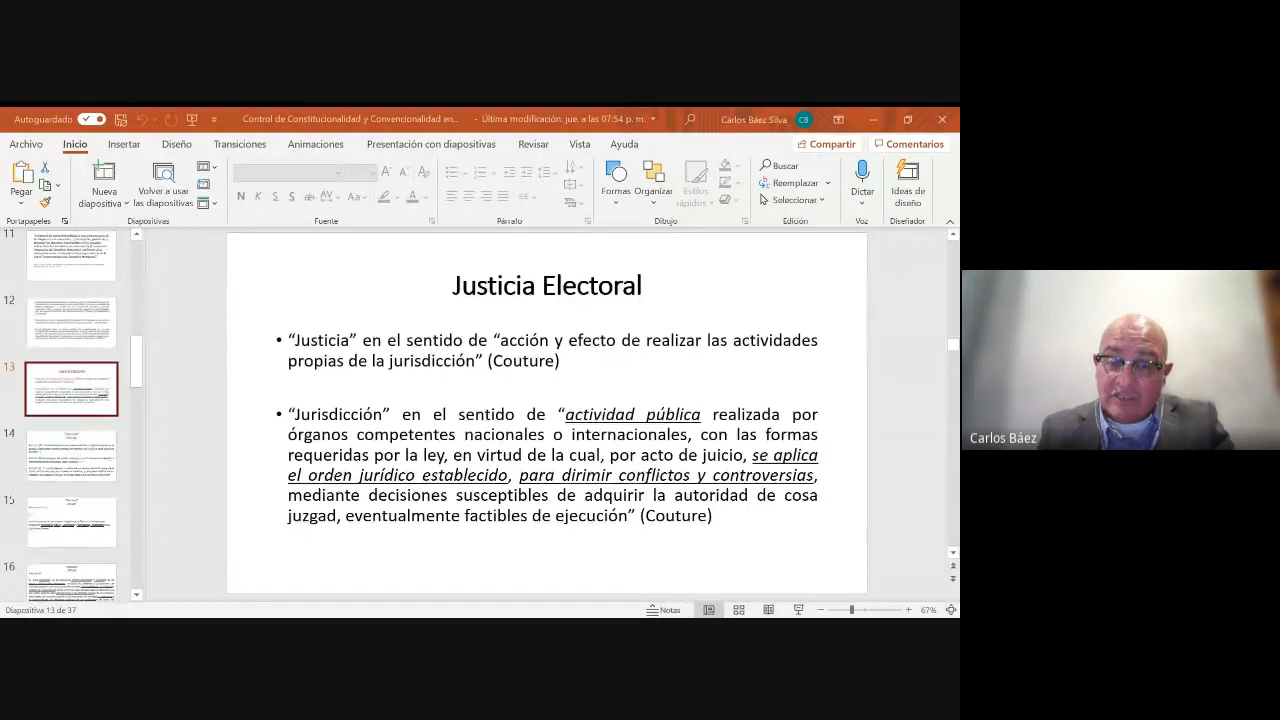 Autoguardado
Control de Constitucionalidad y Convencionalidad en... - Última modificación: jue. a las 07:54 p. m.
Carlos Báez Silva CB
Archivo Inicio Insertar Diseño Transiciones Animaciones Presentación con diapositivas Revisar Vista Ayuda Compartir Comentarios
Pegar
Nueva diapositiva
Volver a usar las diapositivas
N K S
AV Aa A
Formas Organizar Estilos rápidos
Buscar
Reemplazar
Seleccionar
Dictar
Ideas de diseño
Portapapeles Diapositivas Fuente Párrafo Dibujo Edición Voz Diseñador
11
12
13
14
15
16
Justicia Electoral
• “Justicia” en el sentido de “acción y efecto de realizar las actividades
propias de la jurisdicción” (Couture)
• “Jurisdicción” en el sentido de “actividad pública realizada por
órganos competentes nacionales o internacionales, con las formas
requeridas por la ley, en virtud de la cual, por acto de juicio, se aplica
el orden jurídico establecido, para dirimir conflictos y controversias,
mediante decisiones susceptibles de adquirir la autoridad de cosa
juzgad, eventualmente factibles de ejecución” (Couture)
Carlos Báez
Diapositiva 13 de 37
Notas
67%